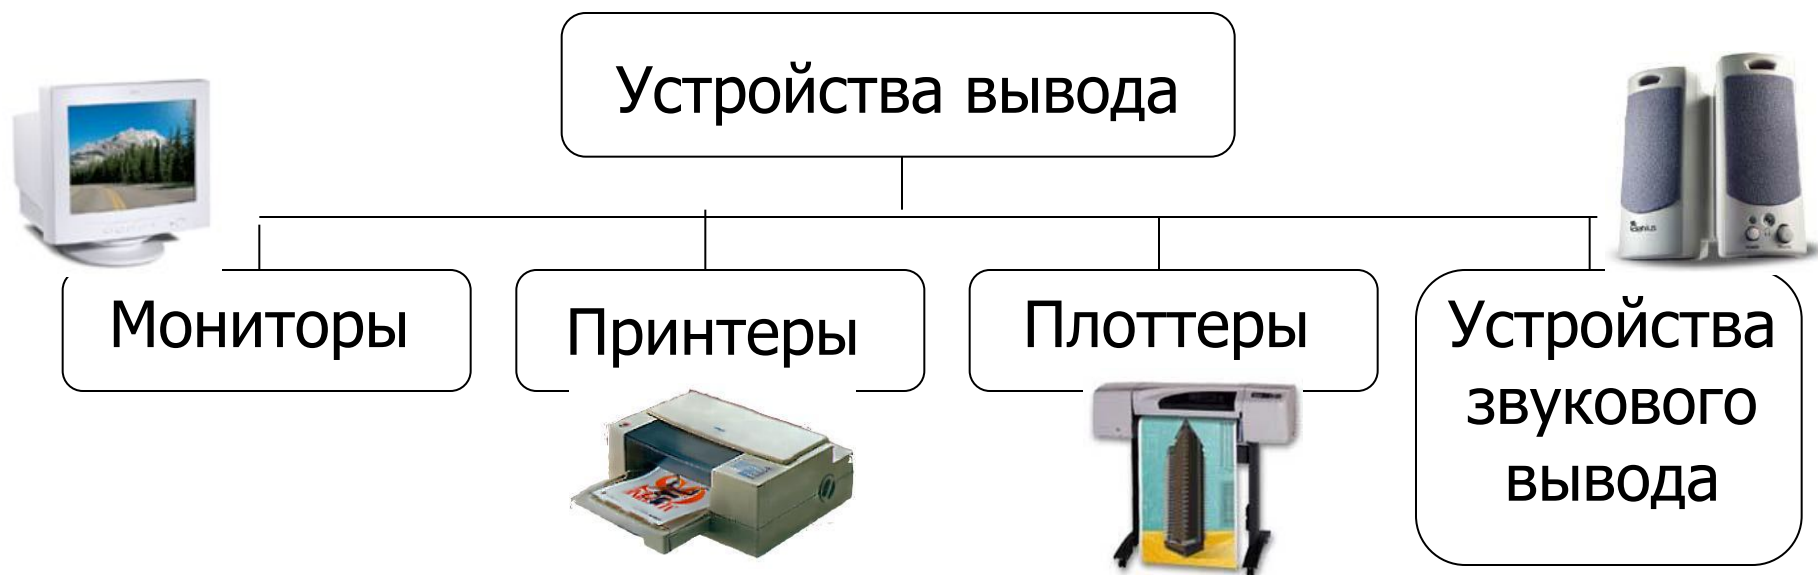 Устройства вывода
Мониторы
Принтеры
Плоттеры
Устройства
звукового
вывода